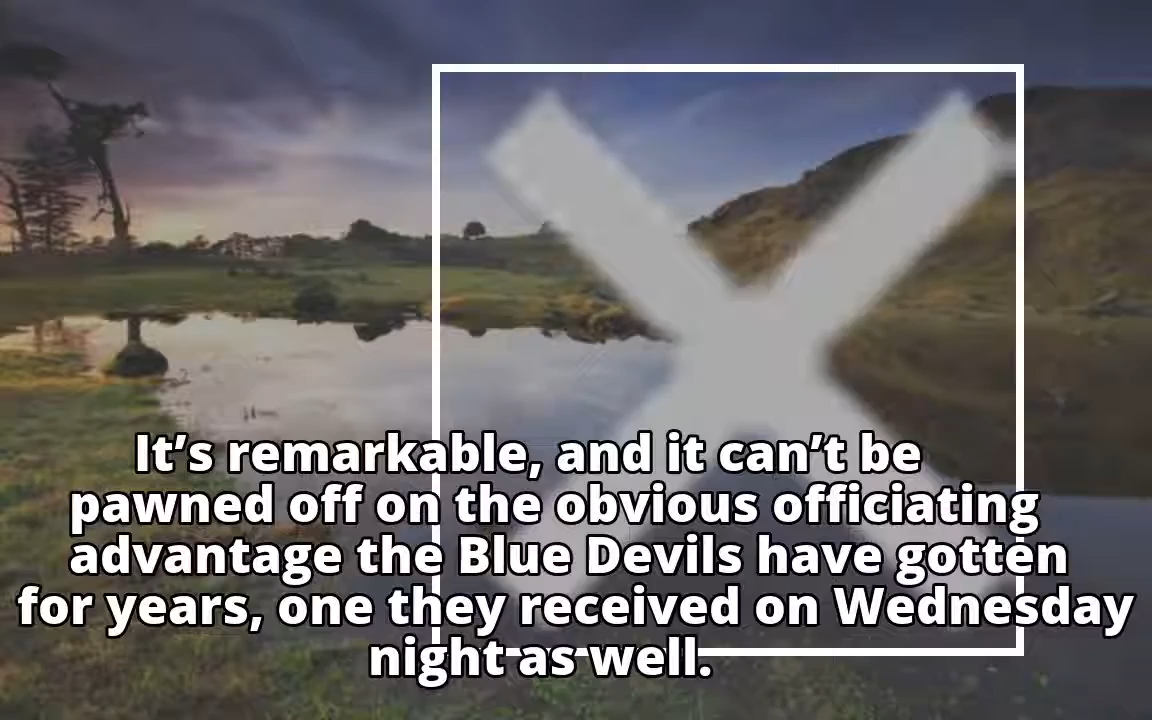 It’s remarkable, and it can’t be
pawned off on the obvious officiating
advantage the Blue Devils have gotten
for years, one they received on Wednesday
night as well.